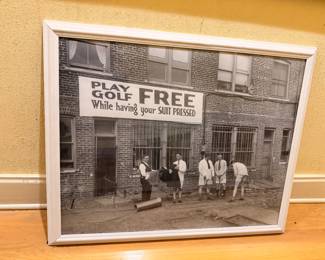 PLAY GOLF FREE
While having your SUIT PRESSED